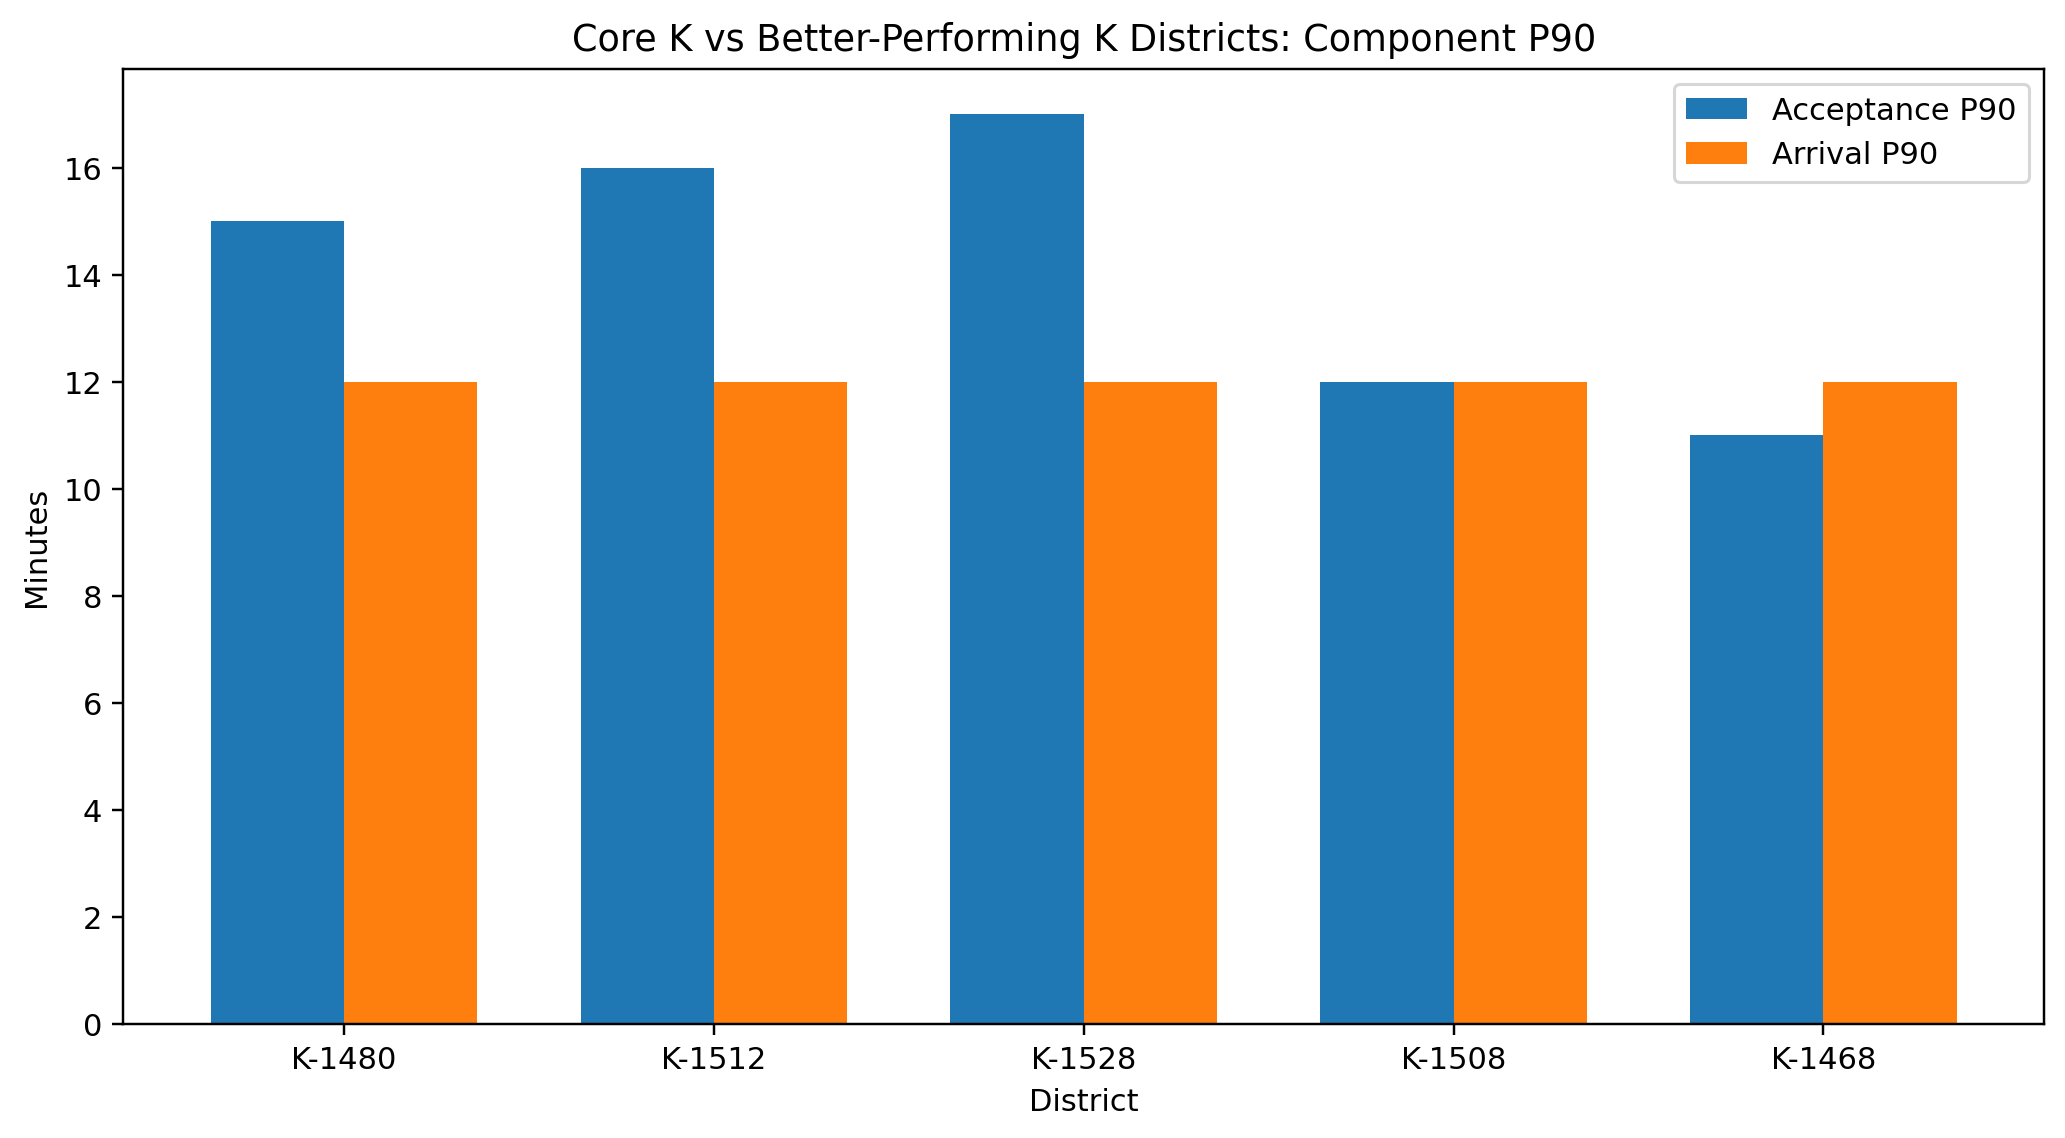 Core K vs Better-Performing K Districts: Component P90
Acceptance P90
Arrival P90
16
14
12
10
8
6
4
2
0
Minutes
K-1480 K-1512 K-1528 K-1508 K-1468
District